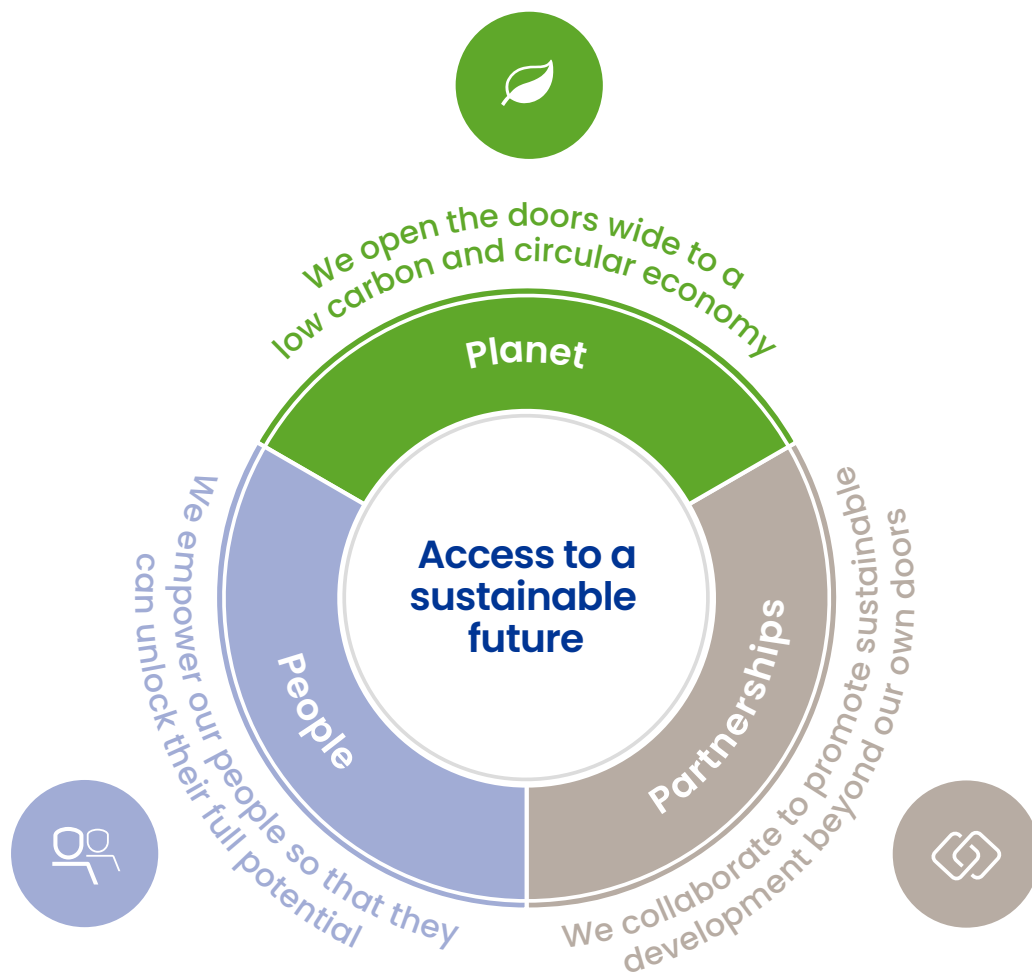 We open the doors wide to a
low carbon and circular economy
Planet
Access to a
sustainable
future
People
We empower our people so that they
can unlock their full potential
Partnerships
We collaborate to promote sustainable
development beyond our own doors